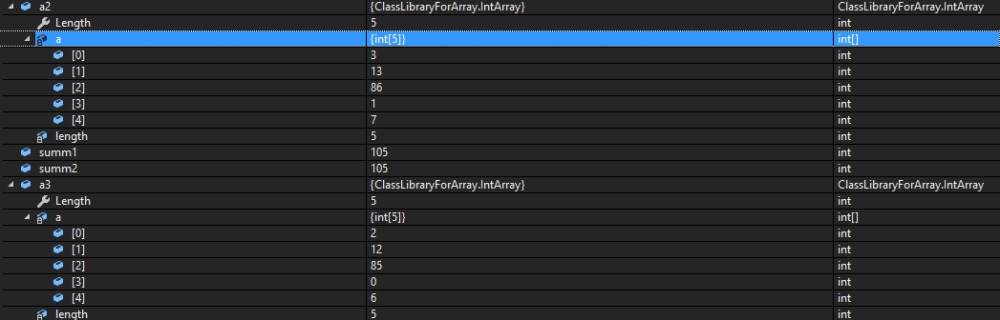 a2 {ClassLibraryForArray.IntArray} ClassLibraryForArray.IntArray
Length 5 int
a {int[5]} int[]
[0] 3 int
[1] 13 int
[2] 86 int
[3] 1 int
[4] 7 int
length 5 int
summ1 105 int
summ2 105 int
a3 {ClassLibraryForArray.IntArray} ClassLibraryForArray.IntArray
Length 5 int
a {int[5]} int[]
[0] 2 int
[1] 12 int
[2] 85 int
[3] 0 int
[4] 6 int
length 5 int